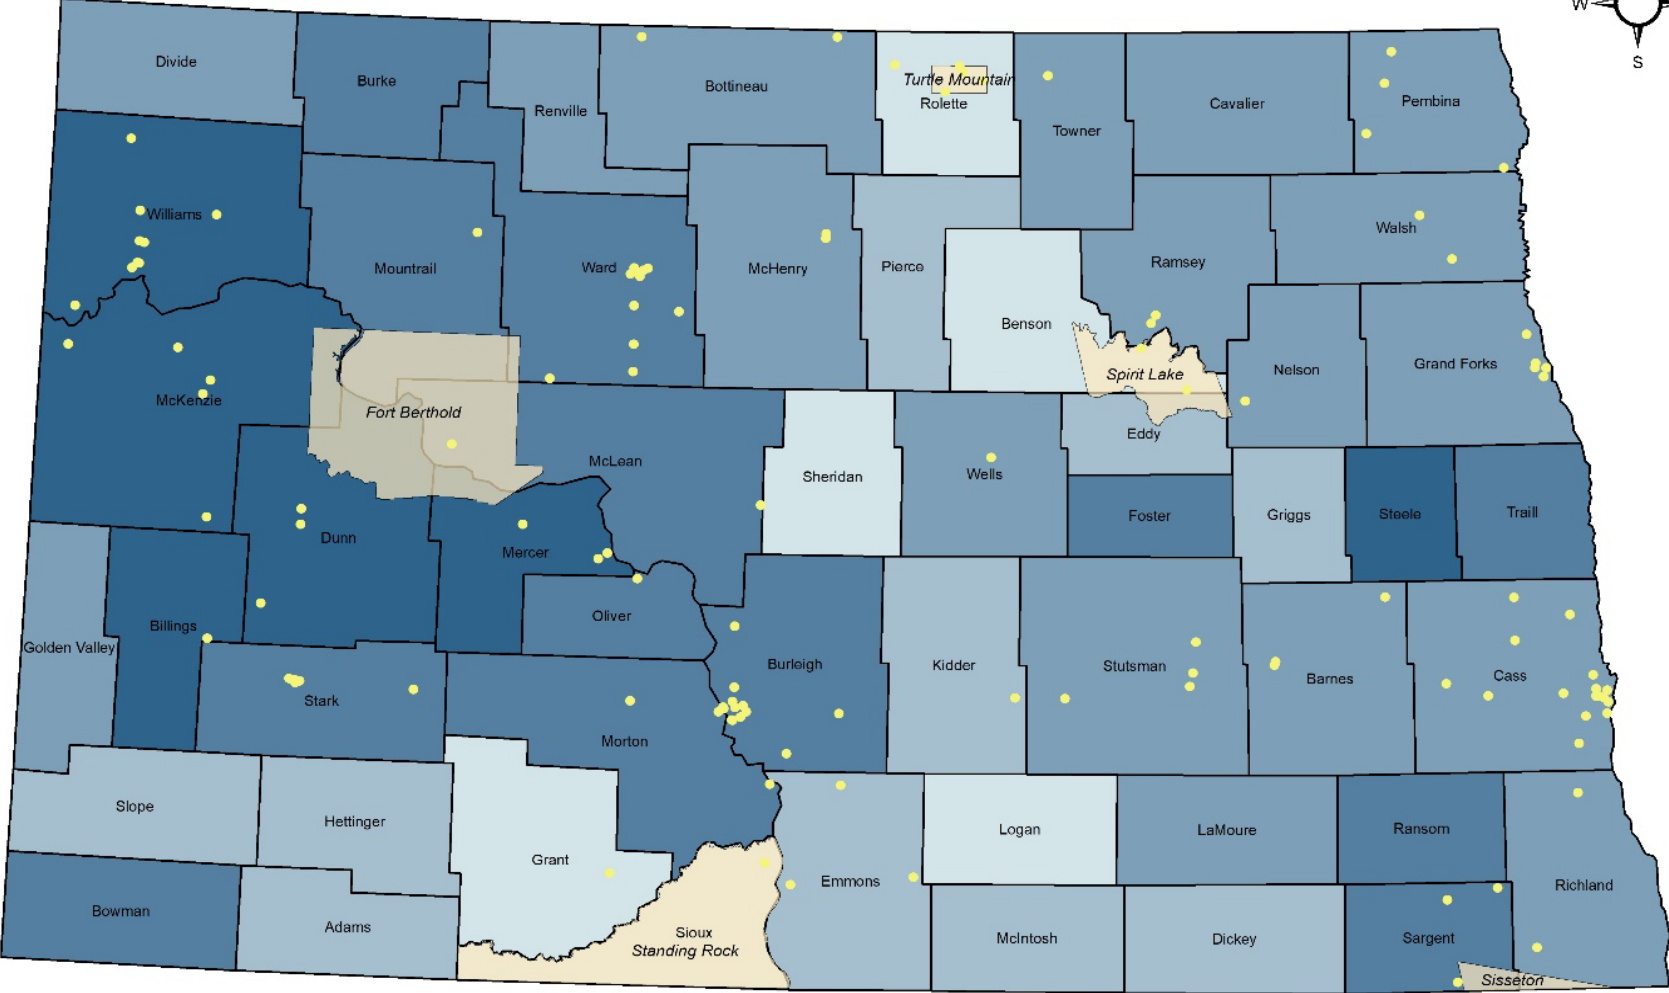 W
S
Divide
Burke
Renville
Bottineau
Turtle Mountain
Rolette
Towner
Cavalier
Pembina
Williams
Mountrail
Ward
McHenry
Pierce
Benson
Ramsey
Walsh
McKenzie
Fort Berthold
McLean
Sheridan
Wells
Spirit Lake
Eddy
Nelson
Grand Forks
Dunn
Mercer
Foster
Griggs
Steele
Traill
Golden Valley
Billings
Stark
Oliver
Morton
Burleigh
Kidder
Stutsman
Barnes
Cass
Slope
Hettinger
Grant
Logan
LaMoure
Ransom
Richland
Bowman
Adams
Sioux
Standing Rock
Emmons
McIntosh
Dickey
Sargent
Sisseton